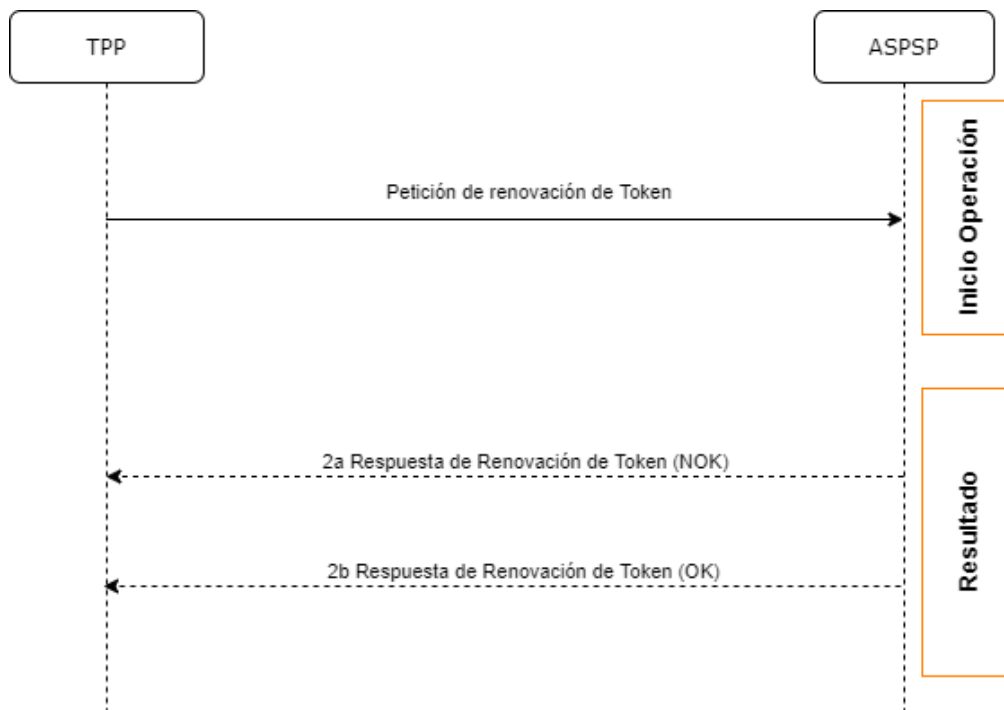 TPP
ASPSP
Petición de renovación de Token
Inicio Operación
2a Respuesta de Renovación de Token (NOK)
2b Respuesta de Renovación de Token (OK)
Resultado